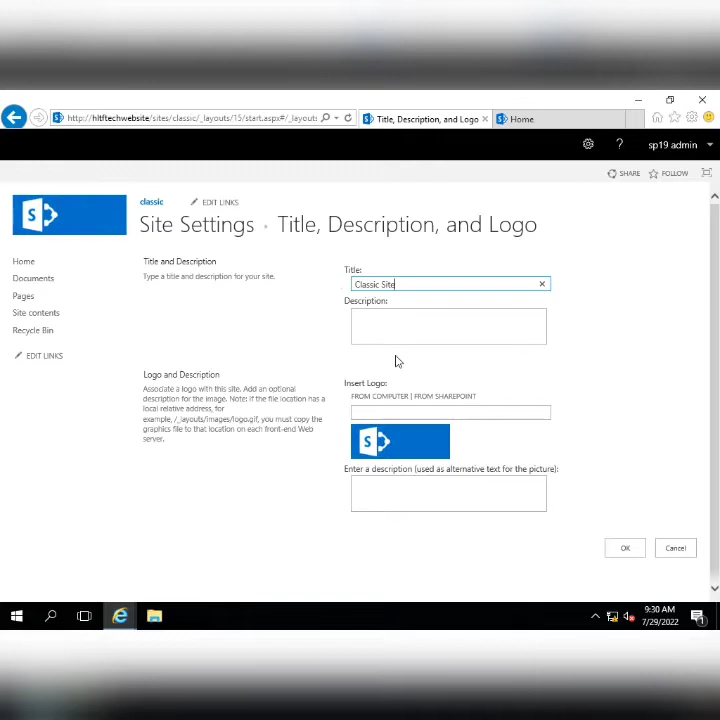 http://hltftechwebsite/sites/classic/_layouts/15/start.aspx#/_layouts
Title, Description, and Logo
Home
sp19 admin
SHARE
FOLLOW
classic
EDIT LINKS
Site Settings
Title, Description, and Logo
Home
Documents
Pages
Site contents
Recycle Bin
EDIT LINKS
Title and Description
Type a title and description for your site.
Title:
Classic Site
Description:
Logo and Description
Associate a logo with this site. Add an optional
description for the image. Note: If the file location has a
local relative address, for
example, /_layouts/images/logo.gif, you must copy the
graphics file to that location on each front-end Web
server.
Insert Logo:
FROM COMPUTER | FROM SHAREPOINT
Enter a description (used as alternative text for the picture):
OK
Cancel
9:30 AM
7/29/2022
1